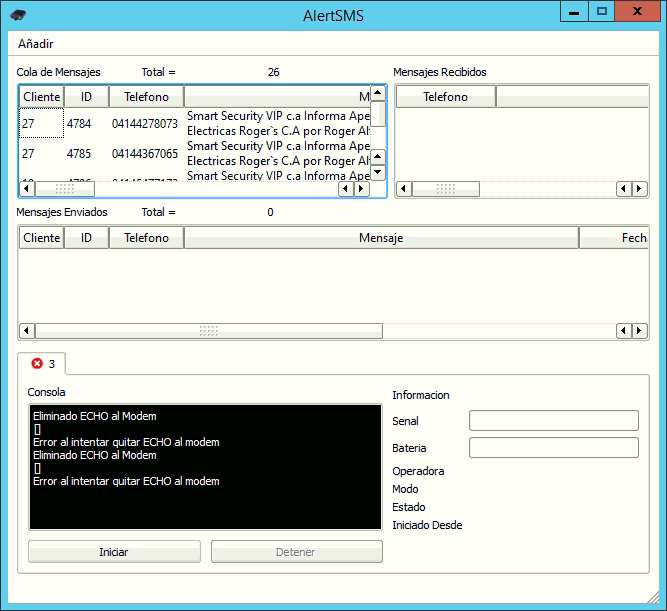 AlertSMS
Añadir
Cola de Mensajes Total = 26
Mensajes Recibidos
Cliente ID Telefono M
Telefono
27 4784 04144278073 Smart Security VIP c.a Informa Ape
Electricas Roger`s C.A por Roger Al
27 4785 04144367065 Smart Security VIP c.a Informa Ape
Electricas Roger`s C.A por Roger Al
Smart Security VIP c.a Informa Ape
Mensajes Enviados Total = 0
Cliente ID Telefono Mensaje Fech
3
Consola
Eliminado ECHO al Modem
[]
Error al intentar quitar ECHO al modem
Eliminado ECHO al Modem
[]
Error al intentar quitar ECHO al modem
Informacion
Senal
Bateria
Operadora
Modo
Estado
Iniciado Desde
Iniciar
Detener